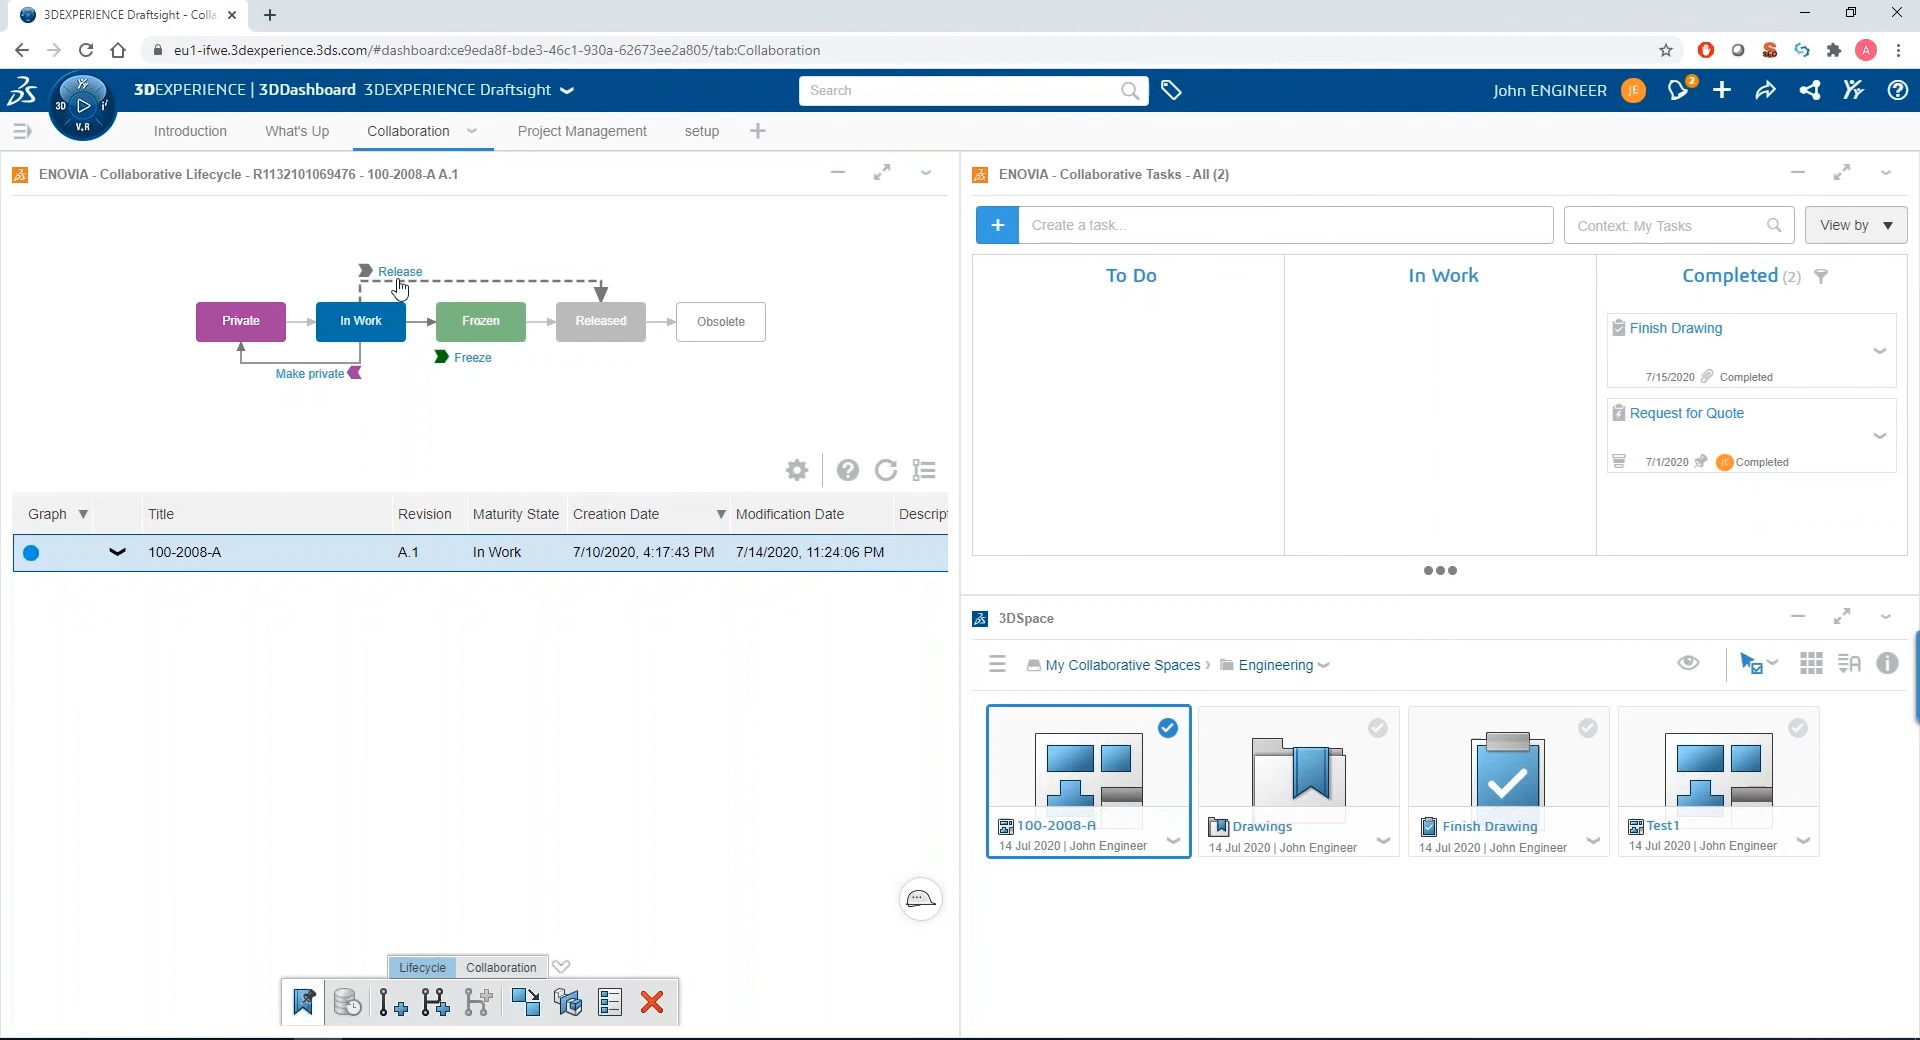 3DEXPERIENCE Draftsight - Colla
eu1-ifwe.3dexperience.3ds.com/#dashboard:ce9eda8f-bde3-46c1-930a-62673ee2a805/tab:Collaboration
A
3D
V.R
3DEXPERIENCE | 3DDashboard 3DEXPERIENCE Draftsight
Search
John ENGINEER
JE
2
Introduction
What's Up
Collaboration
Project Management
setup
ENOVIA - Collaborative Lifecycle - R1132101069476 - 100-2008-A A.1
Release
Private
In Work
Frozen
Released
Obsolete
Freeze
Make private
Graph
Title
Revision
Maturity State
Creation Date
Modification Date
Descrip
100-2008-A
A.1
In Work
7/10/2020, 4:17:43 PM
7/14/2020, 11:24:06 PM
Lifecycle
Collaboration
ENOVIA - Collaborative Tasks - All (2)
Create a task...
Context: My Tasks
View by
To Do
In Work
Completed (2)
Finish Drawing
7/15/2020
Completed
Request for Quote
7/1/2020
JE
Completed
3DSpace
My Collaborative Spaces
Engineering
100-2008-A
14 Jul 2020 | John Engineer
Drawings
14 Jul 2020 | John Engineer
Finish Drawing
14 Jul 2020 | John Engineer
Test1
14 Jul 2020 | John Engineer